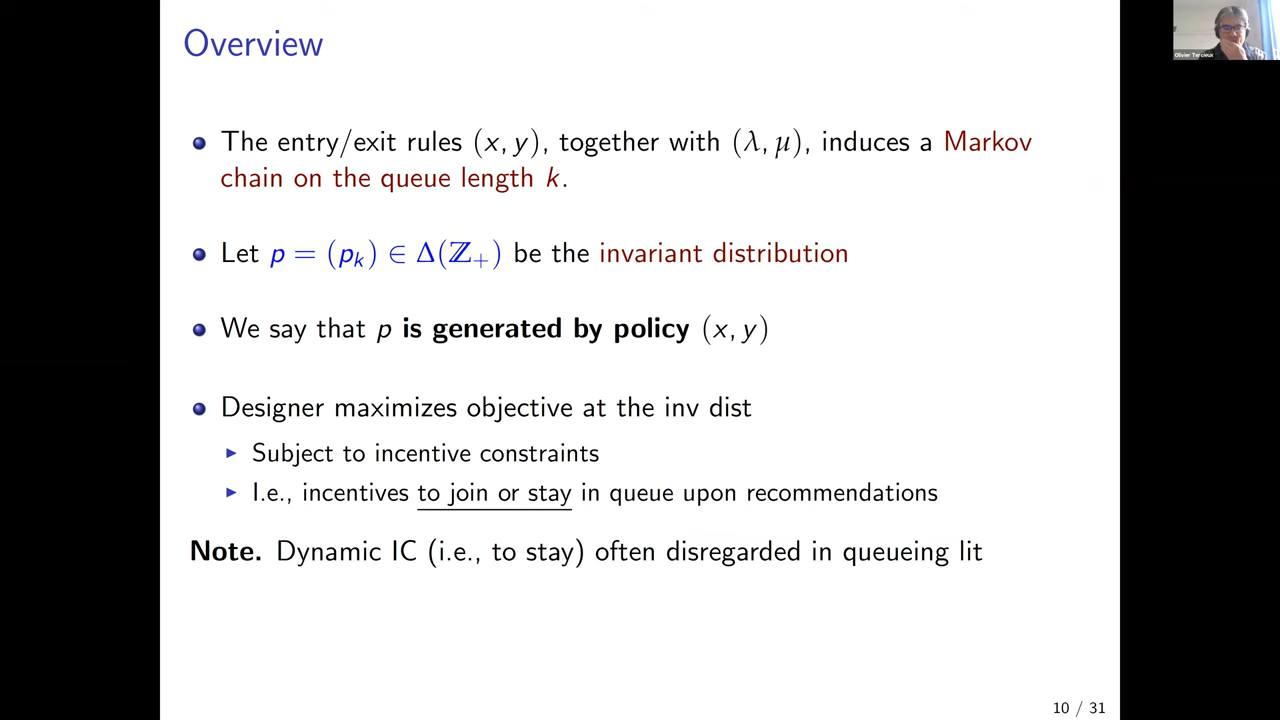 Overview
Olivier Tercieux
The entry/exit rules (x, y), together with (λ, μ), induces a Markov
chain on the queue length k.
Let p = (pₖ) ∈ Δ(ℤ₊) be the invariant distribution
We say that p is generated by policy (x, y)
Designer maximizes objective at the inv dist
Subject to incentive constraints
I.e., incentives to join or stay in queue upon recommendations
Note. Dynamic IC (i.e., to stay) often disregarded in queueing lit
10 / 31